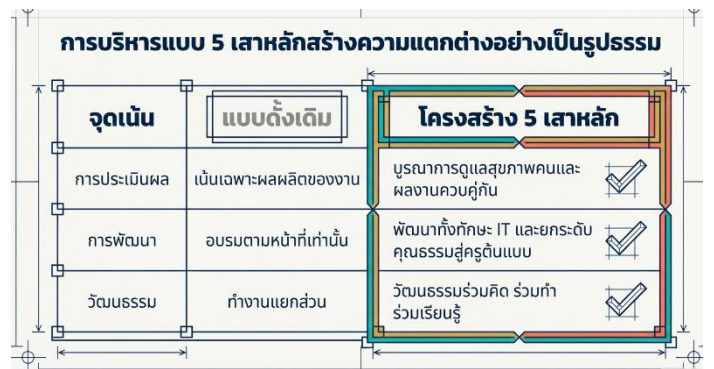 การบริหารแบบ 5 เสาหลักสร้างความแตกต่างอย่างเป็นรูปธรรม
จุดเน้น
แบบดั้งเดิม
โครงสร้าง 5 เสาหลัก
การประเมินผล
เน้นเฉพาะผลผลิตของงาน
บูรณาการดูแลสุขภาพคนและ
ผลงานควบคู่กัน
การพัฒนา
อบรมตามหน้าที่เท่านั้น
พัฒนาทั้งทักษะ IT และยกระดับ
คุณธรรมสู่ครูต้นแบบ
วัฒนธรรม
ทำงานแยกส่วน
วัฒนธรรมร่วมคิด ร่วมทำ
ร่วมเรียนรู้